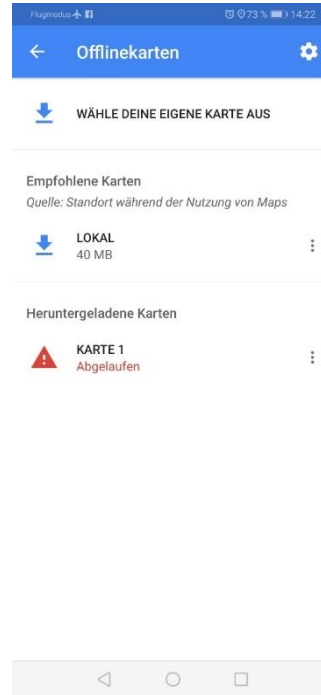 Flugmodus 73 % 14:22
Offlinekarten
WÄHLE DEINE EIGENE KARTE AUS
Empfohlene Karten
Quelle: Standort während der Nutzung von Maps
LOKAL
40 MB
Heruntergeladene Karten
KARTE 1
Abgelaufen